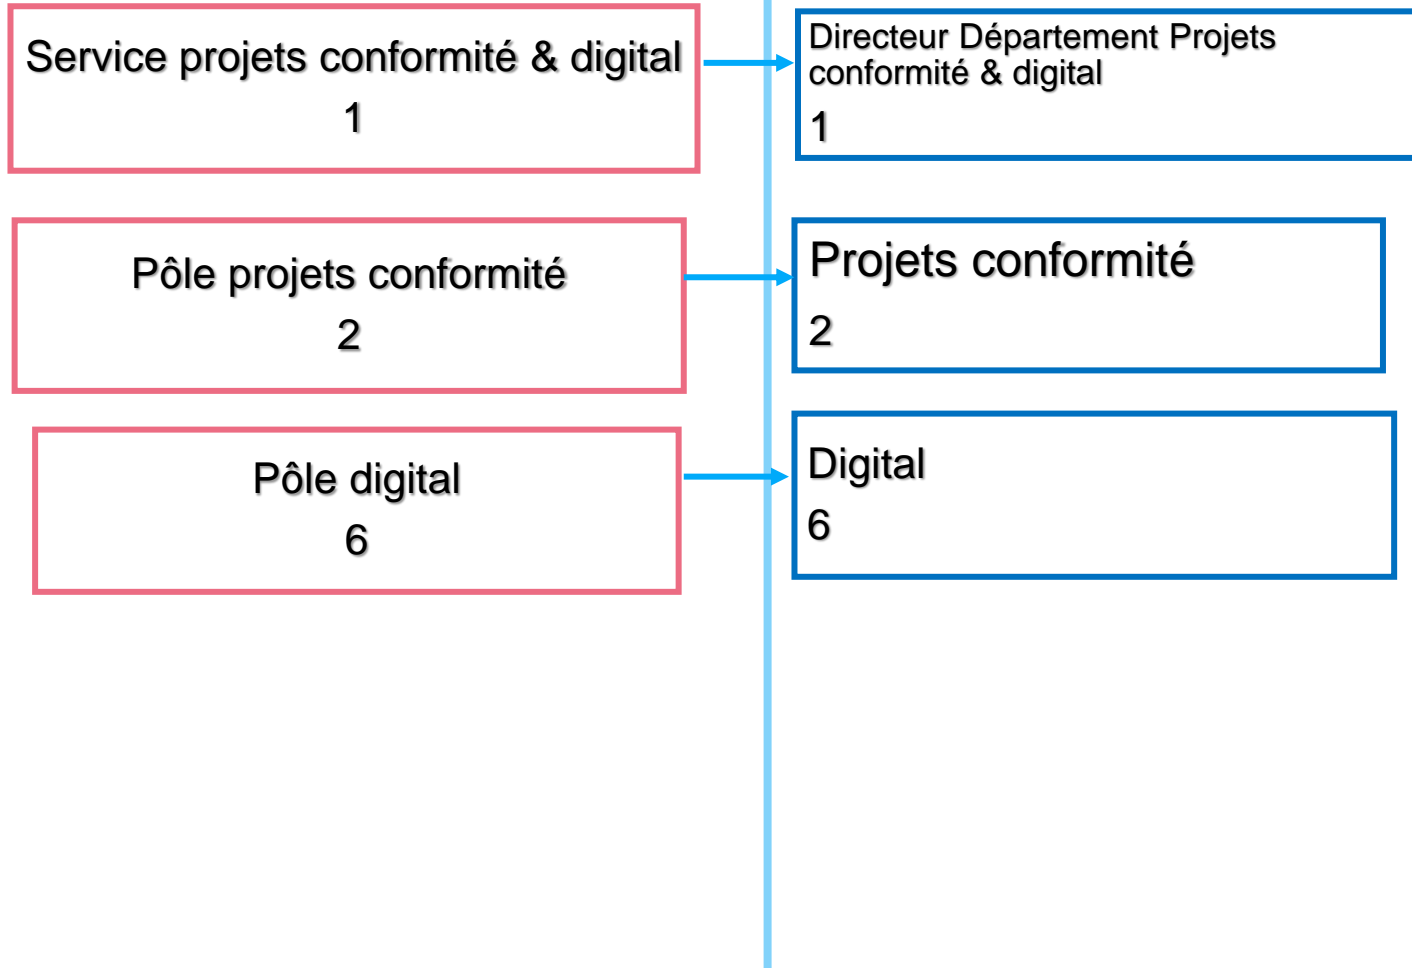 Service projets conformité & digital
1
Directeur Département Projets
conformité & digital
1
Pôle projets conformité
2
Projets conformité
2
Pôle digital
6
Digital
6